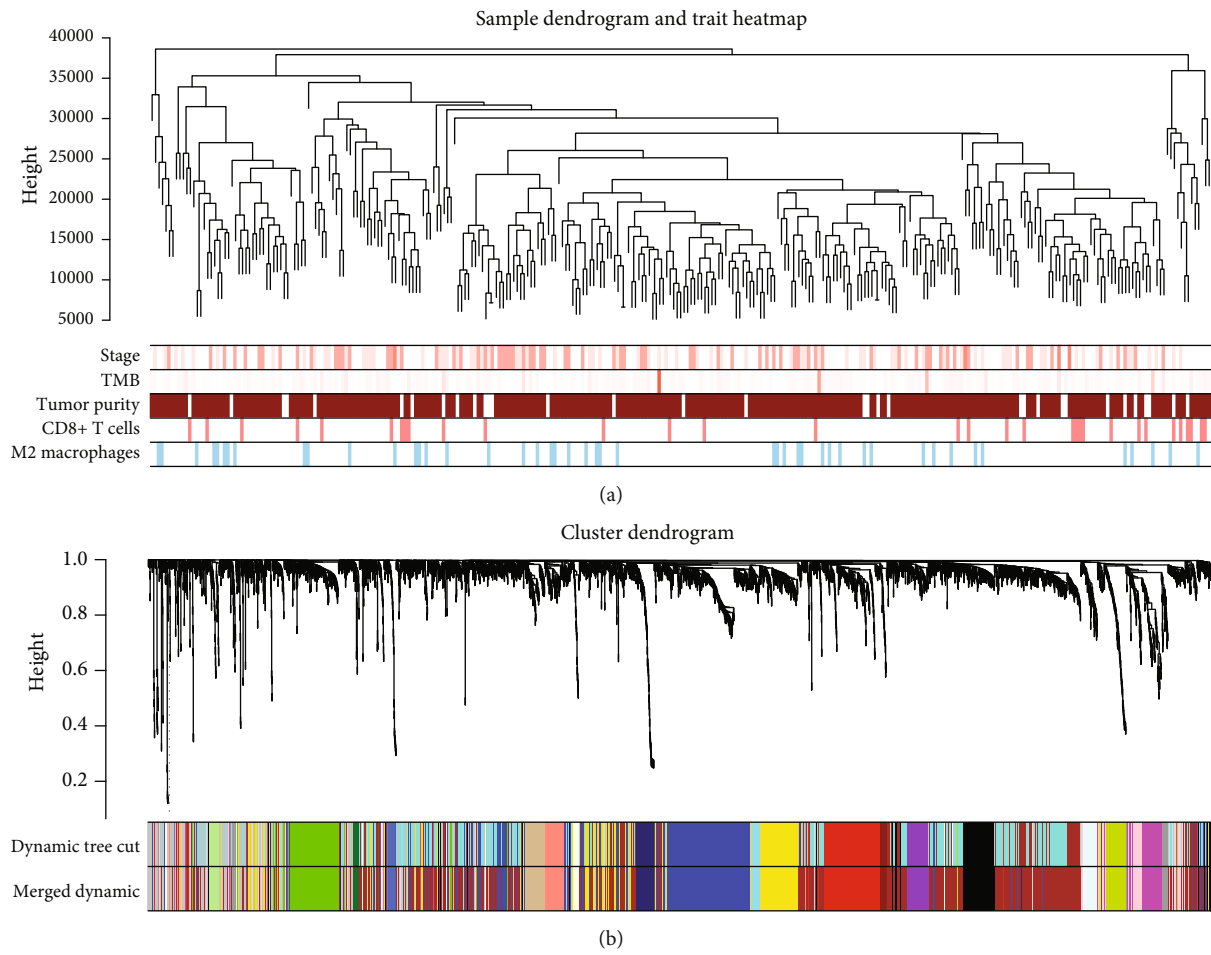 Sample dendrogram and trait heatmap
40000
35000
30000
25000
20000
15000
10000
5000
Height
Stage
TMB
Tumor purity
CD8+ T cells
M2 macrophages
(a)
Cluster dendrogram
1.0
0.8
0.6
0.4
0.2
Height
Dynamic tree cut
Merged dynamic
(b)